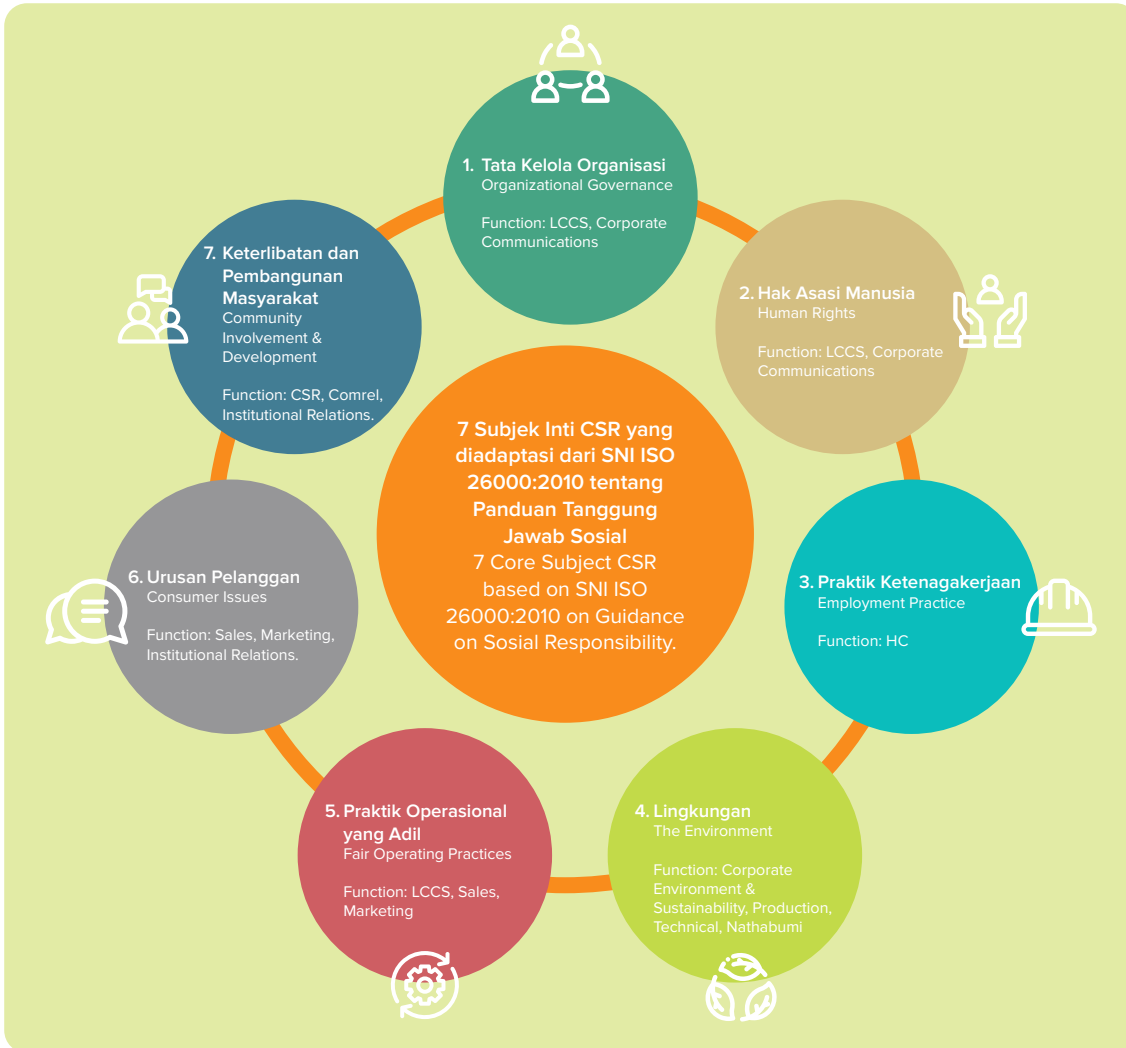 1. Tata Kelola Organisasi
Organizational Governance
Function: LCCS, Corporate
Communications
2. Hak Asasi Manusia
Human Rights
Function: LCCS, Corporate
Communications
3. Praktik Ketenagakerjaan
Employment Practice
Function: HC
4. Lingkungan
The Environment
Function: Corporate
Environment &
Sustainability, Production,
Technical, Nathabumi
5. Praktik Operasional
yang Adil
Fair Operating Practices
Function: LCCS, Sales,
Marketing
6. Urusan Pelanggan
Consumer Issues
Function: Sales, Marketing,
Institutional Relations.
7. Keterlibatan dan
Pembangunan
Masyarakat
Community
Involvement &
Development
Function: CSR, Comrel,
Institutional Relations.
7 Subjek Inti CSR yang
diadaptasi dari SNI ISO
26000:2010 tentang
Panduan Tanggung
Jawab Sosial
7 Core Subject CSR
based on SNI ISO
26000:2010 on Guidance
on Sosial Responsibility.